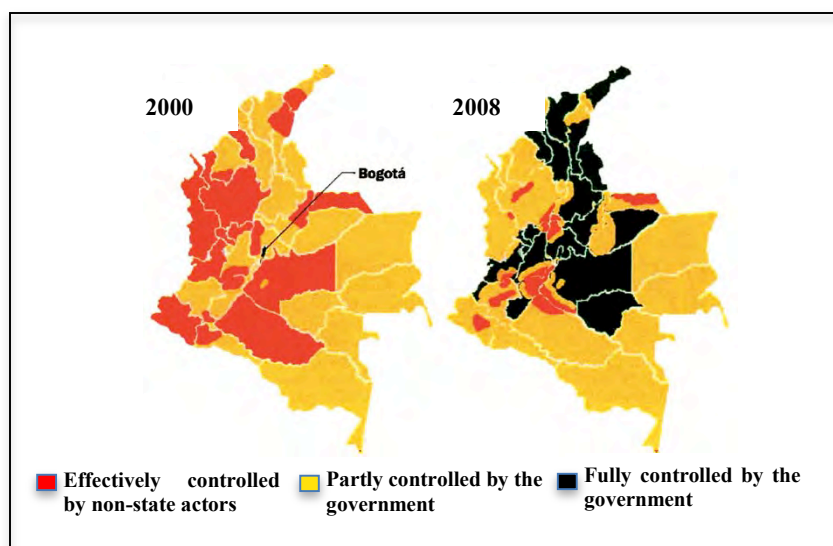 2000
2008
Bogotá
Effectively controlled
by non-state actors
Partly controlled by the
government
Fully controlled by the
government